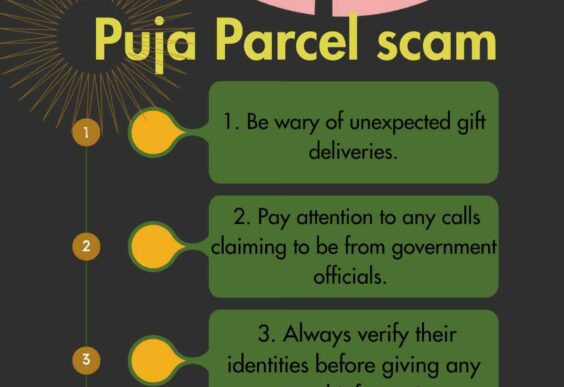 Puja Parcel scam
1
1. Be wary of unexpected gift
deliveries.
2
2. Pay attention to any calls
claiming to be from government
officials.
3
3. Always verify their
identities before giving any